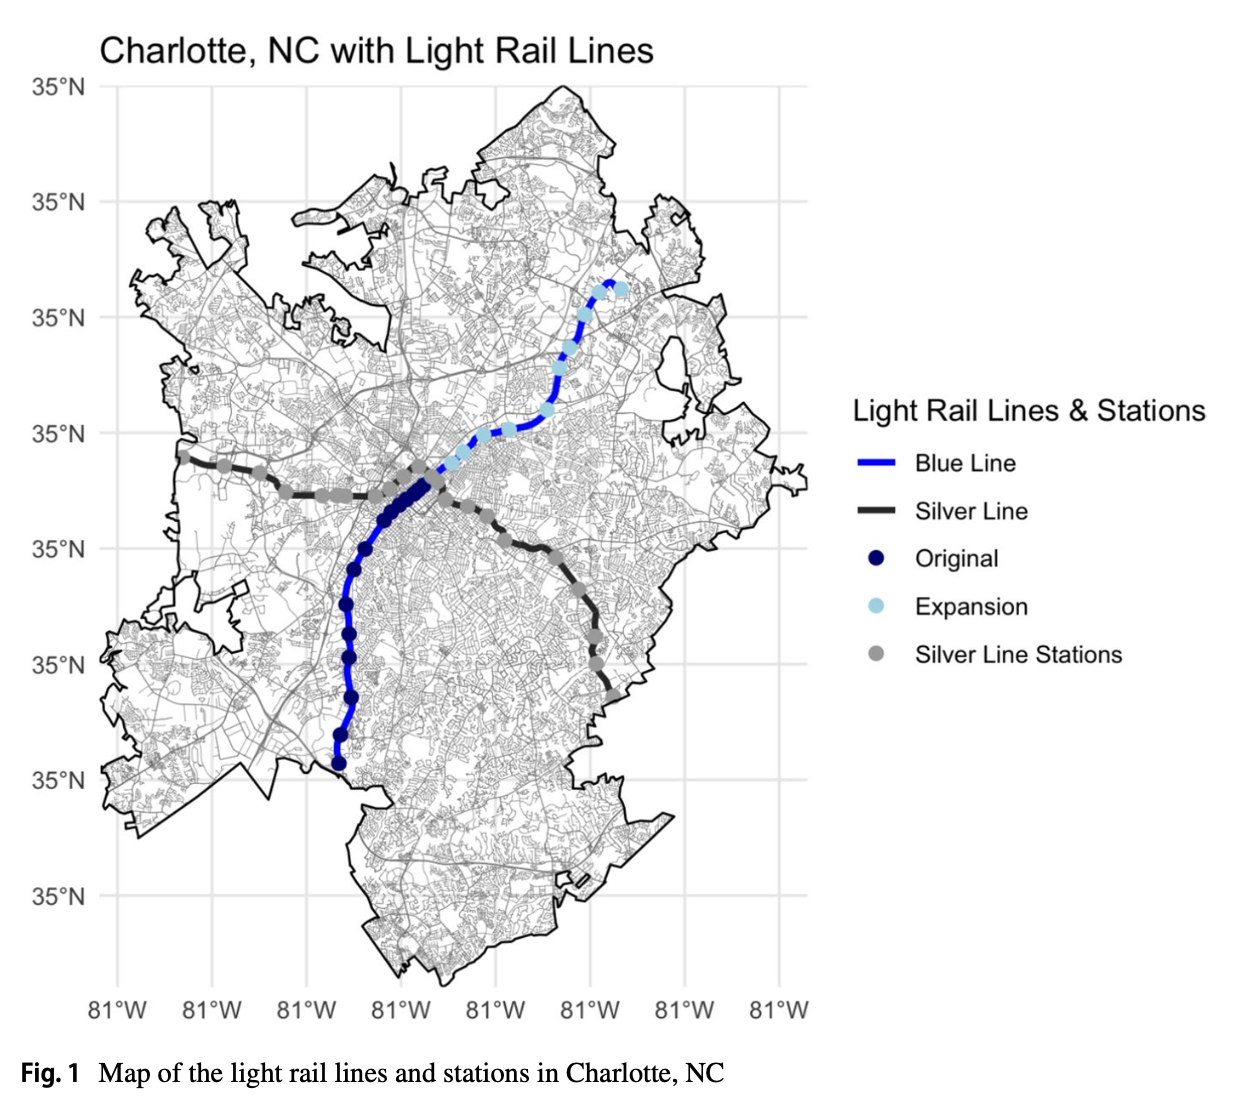 Charlotte, NC with Light Rail Lines
35°N
35°N
35°N
35°N
35°N
35°N
35°N
35°N
81°W 81°W 81°W 81°W 81°W 81°W 81°W 81°W
Light Rail Lines & Stations
Blue Line
Silver Line
Original
Expansion
Silver Line Stations
Fig. 1 Map of the light rail lines and stations in Charlotte, NC